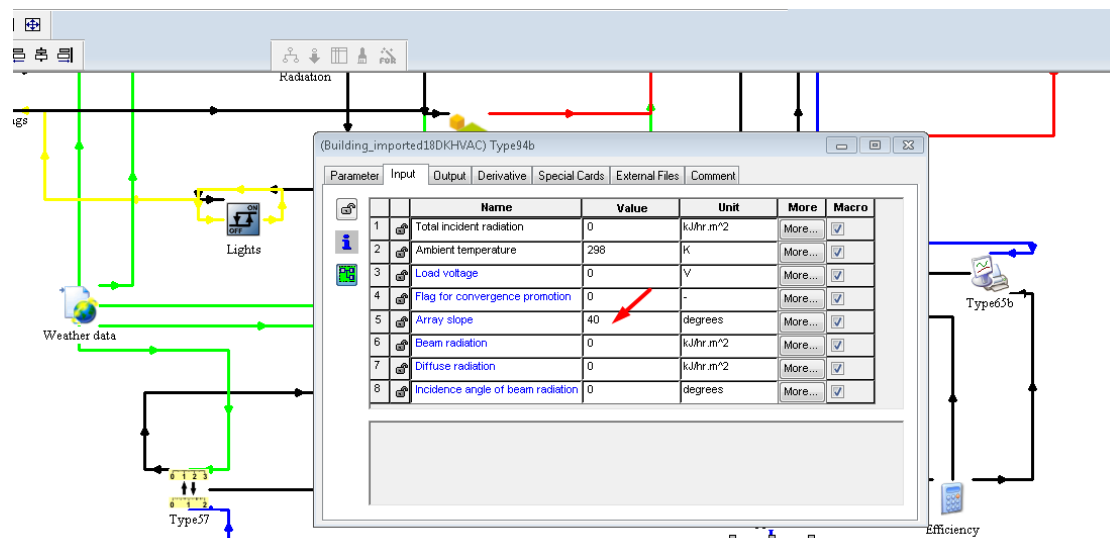 FOR
Radiation
ngs
(Building_imported18DKHVAC) Type94b
Parameter Input Output Derivative Special Cards External Files Comment
Name Value Unit More Macro
1 Total incident radiation 0 kJ/hr.m^2 More...
2 Ambient temperature 298 K More...
3 Load voltage 0 V More...
4 Flag for convergence promotion 0 - More...
5 Array slope 40 degrees More...
6 Beam radiation 0 kJ/hr.m^2 More...
7 Diffuse radiation 0 kJ/hr.m^2 More...
8 Incidence angle of beam radiation 0 degrees More...
ON
OFF
Lights
Type65b
Weather data
0 1 2 3
0 1 2
Type57
Efficiency